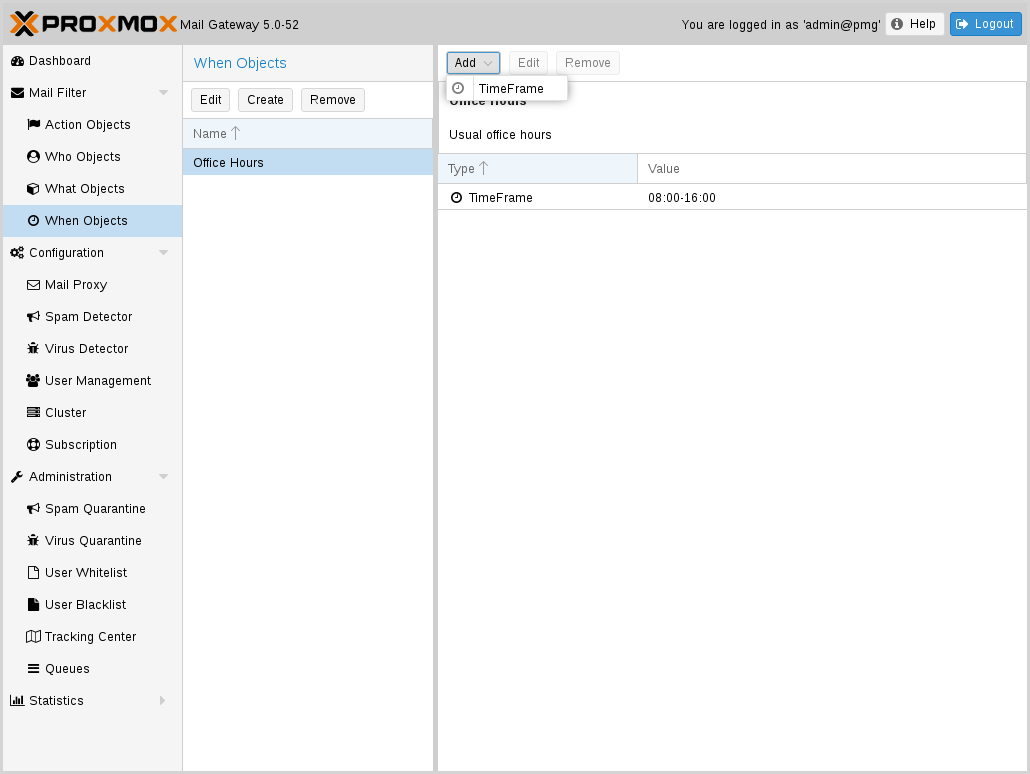 PROXMOX Mail Gateway 5.0-52
You are logged in as 'admin@pmg'
Help
Logout
Dashboard
Mail Filter
Action Objects
Who Objects
What Objects
When Objects
Configuration
Mail Proxy
Spam Detector
Virus Detector
User Management
Cluster
Subscription
Administration
Spam Quarantine
Virus Quarantine
User Whitelist
User Blacklist
Tracking Center
Queues
Statistics
When Objects
Edit Create Remove
Name
Office Hours
Add Edit Remove
TimeFrame
Office Hours
Usual office hours
Type Value
TimeFrame 08:00-16:00